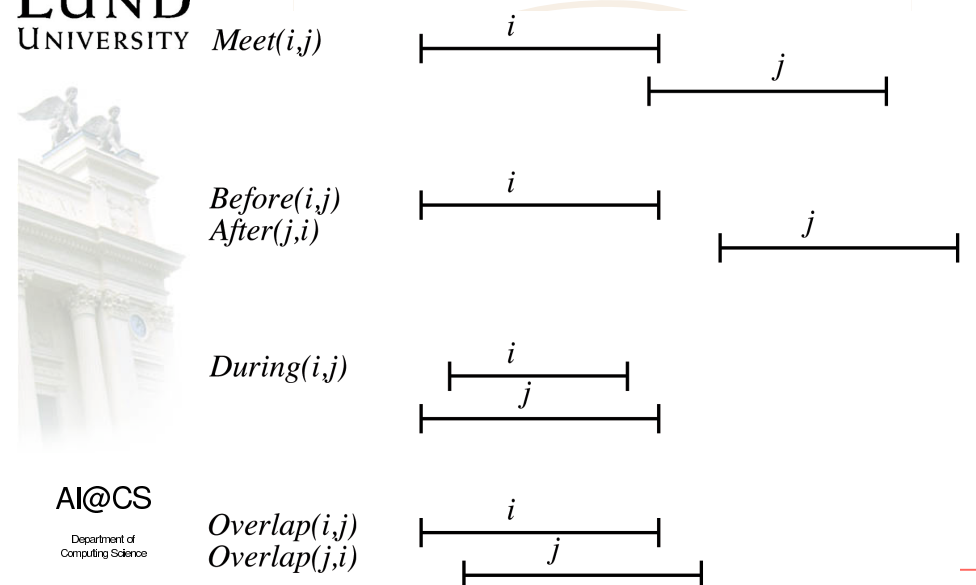 LUND
UNIVERSITY
Meet(i,j)
i
j
Before(i,j)
After(j,i)
i
j
During(i,j)
i
j
AI@CS
Department of
Computing Science
Overlap(i,j)
Overlap(j,i)
i
j